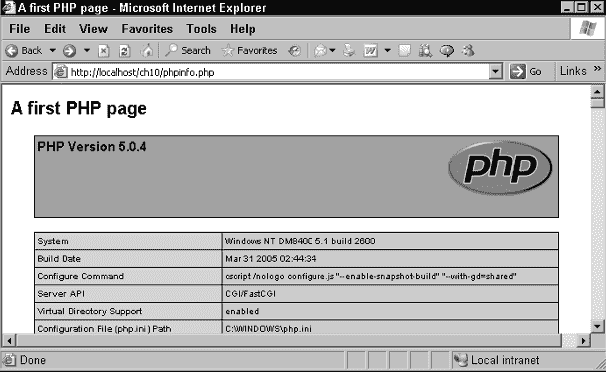 A first PHP page - Microsoft Internet Explorer
File Edit View Favorites Tools Help
Back Search Favorites
Address http://localhost/ch10/phpinfo.php Go Links »
A first PHP page
PHP Version 5.0.4
php
System Windows NT DM8400 5.1 build 2600
Build Date Mar 31 2005 02:44:34
Configure Command cscript /nologo configure.js "--enable-snapshot-build" "--with-gd=shared"
Server API CGI/FastCGI
Virtual Directory Support enabled
Configuration File (php.ini) Path C:\WINDOWS\php.ini
Done Local intranet